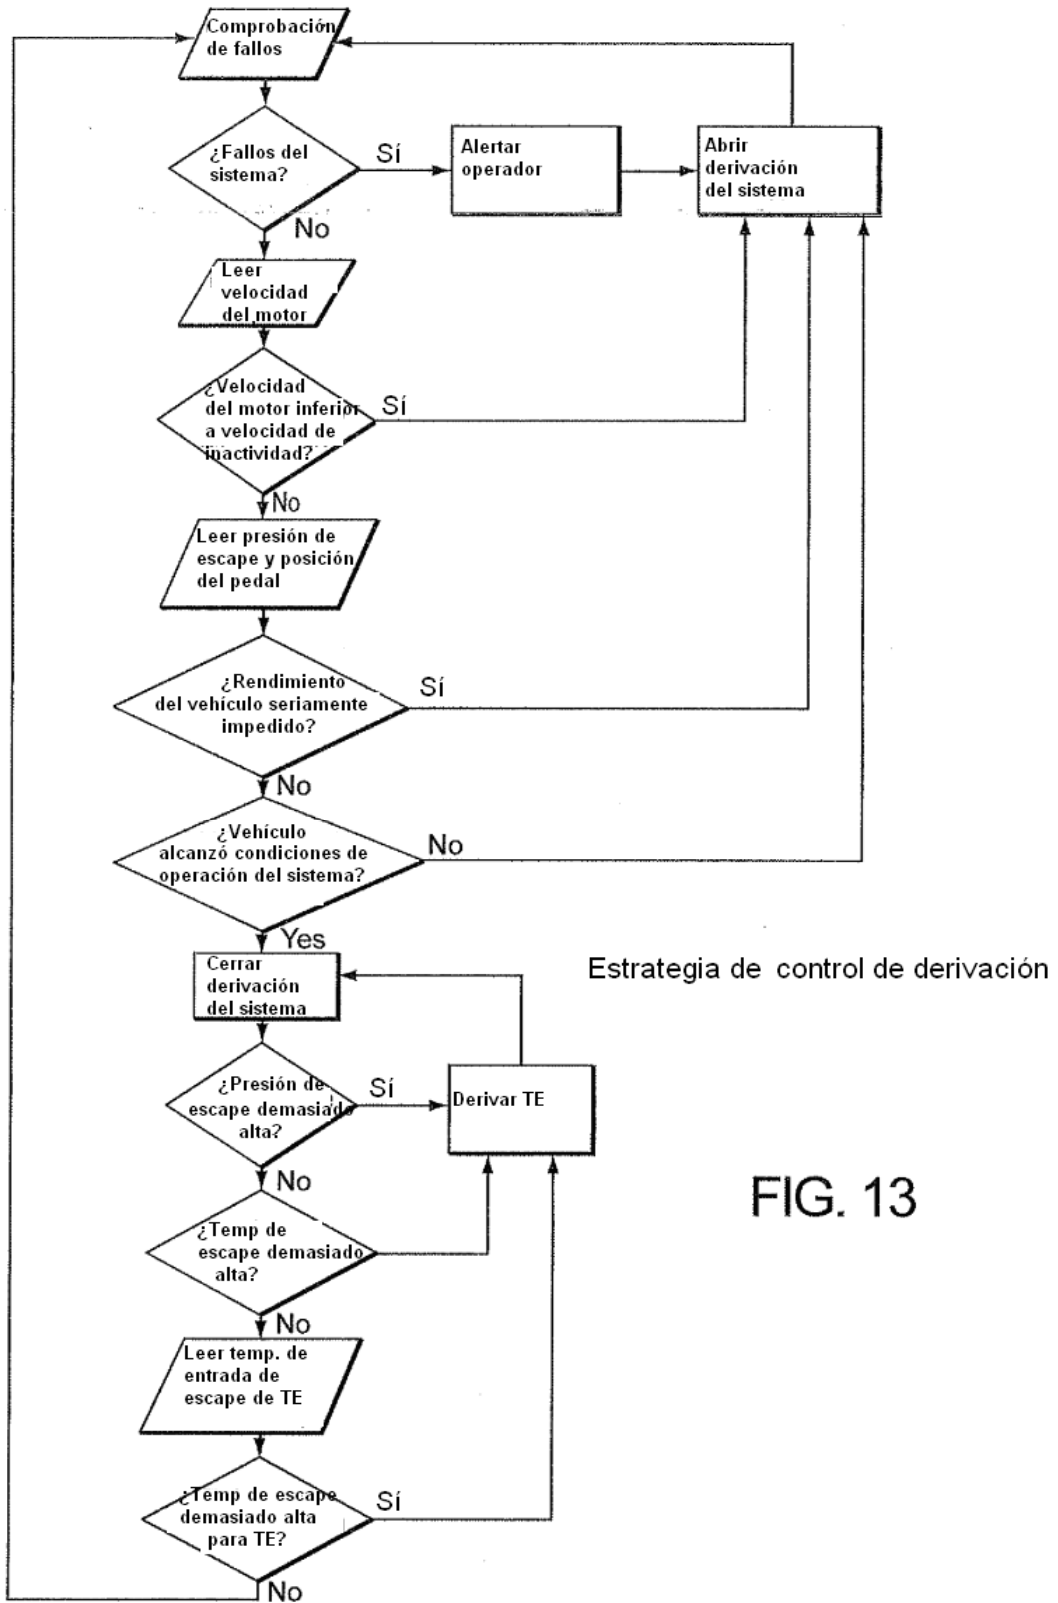 Comprobación
de fallos
¿Fallos del
sistema?
Sí
Alertar
operador
Abrir
derivación
del sistema
No
Leer
velocidad
del motor
¿Velocidad
del motor inferior
a velocidad de
inactividad?
Sí
No
Leer presión de
escape y posición
del pedal
¿Rendimiento
del vehículo seriamente
impedido?
Sí
No
¿Vehículo
alcanzó condiciones de
operación del sistema?
No
Yes
Cerrar
derivación
del sistema
Estrategia de control de derivación
¿Presión de
escape demasiado
alta?
Sí
Derivar TE
No
¿Temp de
escape demasiado
alta?
No
FIG. 13
Leer temp. de
entrada de
escape de TE
¿Temp de escape
demasiado alta
para TE?
Sí
No